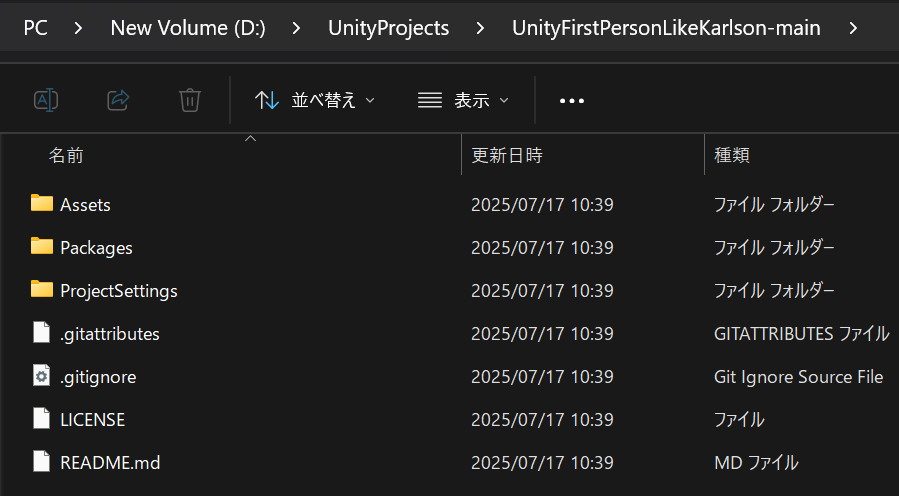 PC > New Volume (D:) > UnityProjects > UnityFirstPersonLikeKarlson-main >
並べ替え 表示 •••
名前 更新日時 種類
Assets 2025/07/17 10:39 ファイル フォルダー
Packages 2025/07/17 10:39 ファイル フォルダー
ProjectSettings 2025/07/17 10:39 ファイル フォルダー
.gitattributes 2025/07/17 10:39 GITATTRIBUTES ファイル
.gitignore 2025/07/17 10:39 Git Ignore Source File
LICENSE 2025/07/17 10:39 ファイル
README.md 2025/07/17 10:39 MD ファイル